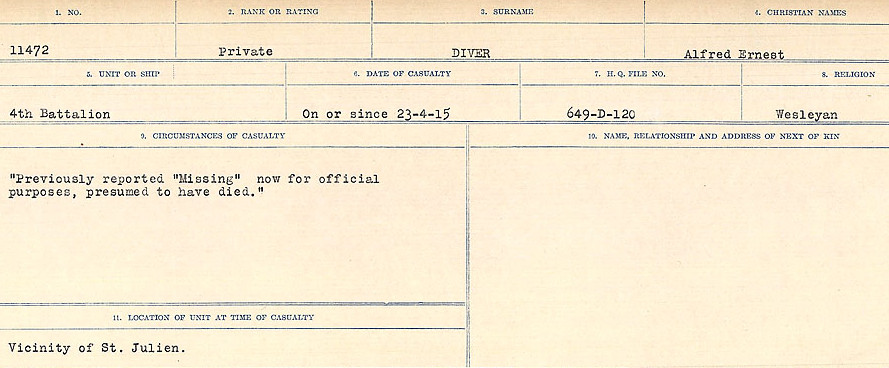 1. NO. 2. RANK OR RATING 3. SURNAME 4. CHRISTIAN NAMES
11472 Private DIVER Alfred Ernest
5. UNIT OR SHIP 6. DATE OF CASUALTY 7. H. Q. FILE NO. 8. RELIGION
4th Battalion On or since 23-4-15 649-D-120 Wesleyan
9. CIRCUMSTANCES OF CASUALTY
"Previously reported "Missing" now for official
purposes, presumed to have died."
10. NAME, RELATIONSHIP AND ADDRESS OF NEXT OF KIN
11. LOCATION OF UNIT AT TIME OF CASUALTY
Vicinity of St. Julien.